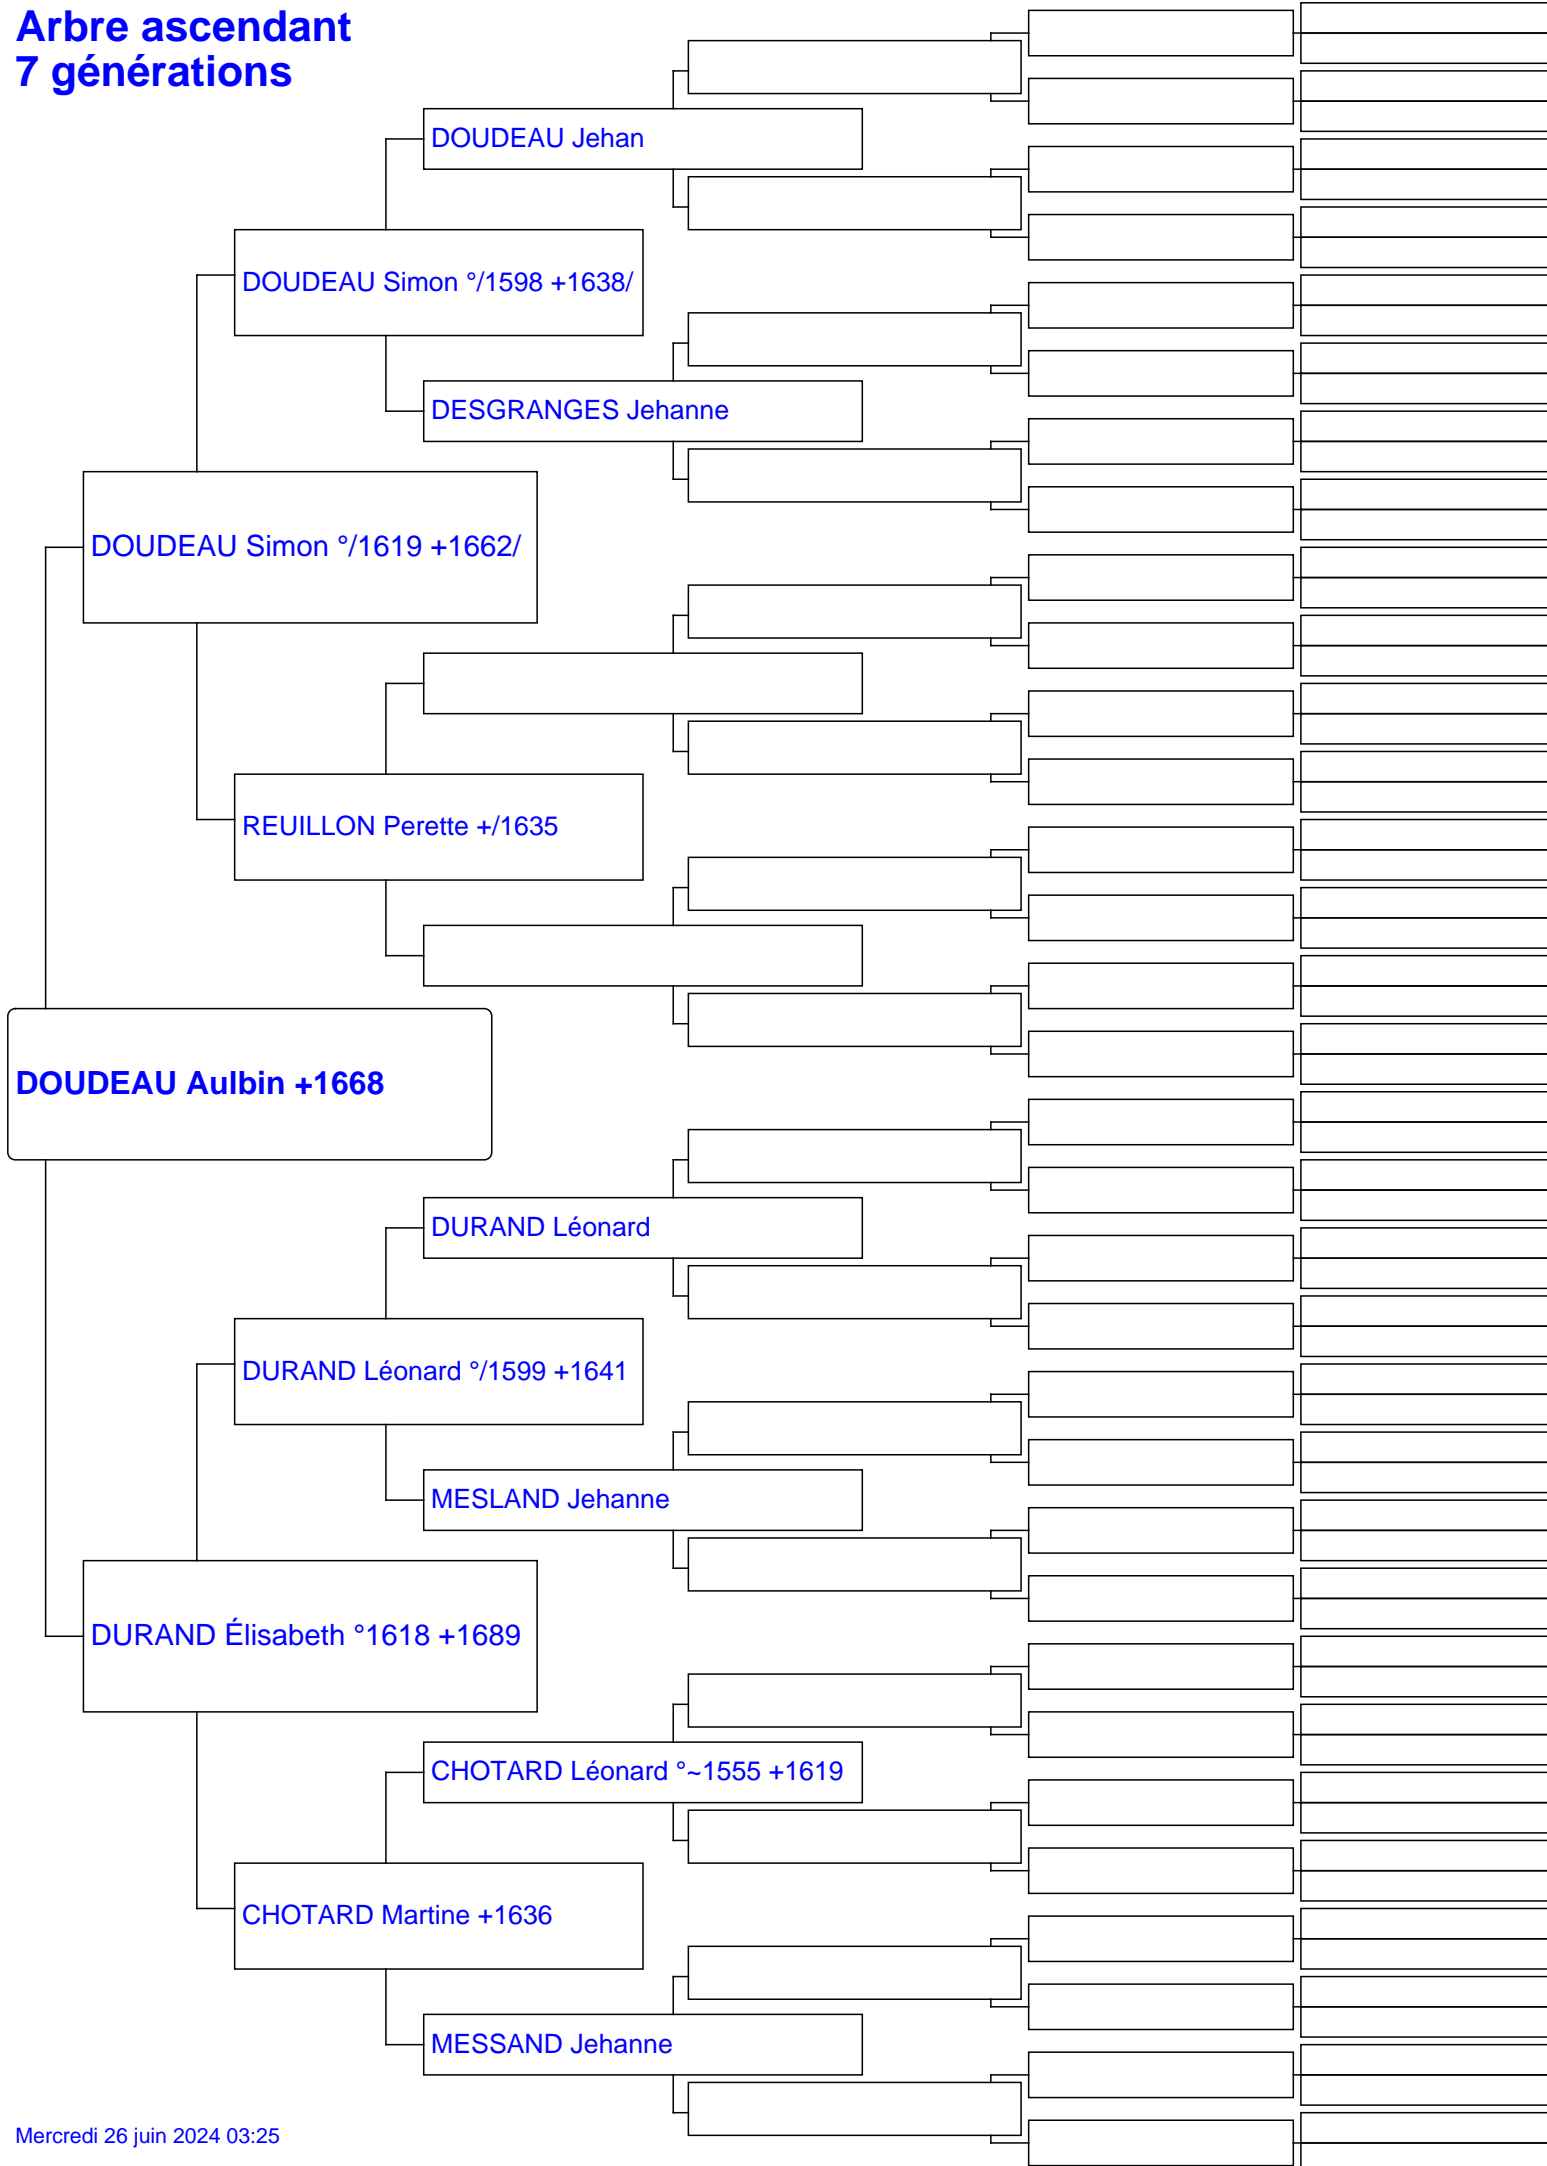 Arbre ascendant
7 générations
DOUDEAU Jehan
DOUDEAU Simon °/1598 +1638/
DESGRANGES Jehanne
DOUDEAU Simon °/1619 +1662/
REUILLON Perette +/1635
DOUDEAU Aulbin +1668
DURAND Léonard
DURAND Léonard °/1599 +1641
MESLAND Jehanne
DURAND Élisabeth °1618 +1689
CHOTARD Léonard °~1555 +1619
CHOTARD Martine +1636
MESSAND Jehanne
Mercredi 26 juin 2024 03:25